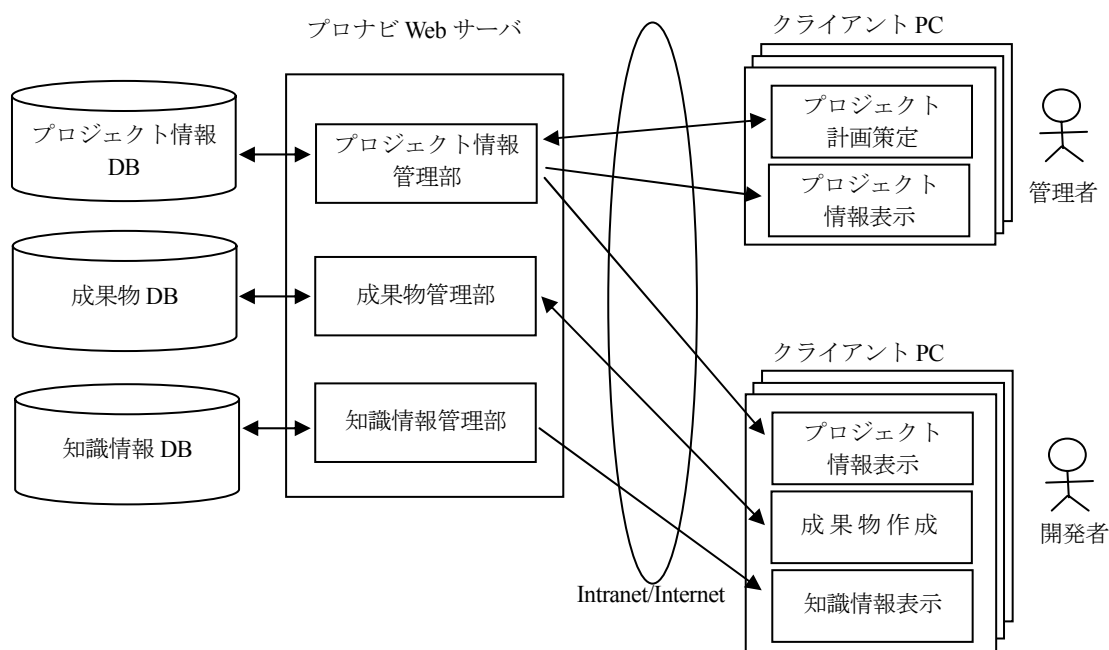 プロナビ Web サーバ
クライアント PC
プロジェクト情報
DB
プロジェクト情報
管理部
プロジェクト
計画策定
プロジェクト
情報表示
管理者
成果物 DB
成果物管理部
クライアント PC
知識情報 DB
知識情報管理部
プロジェクト
情報表示
成果物作成
知識情報表示
開発者
Intranet/Internet